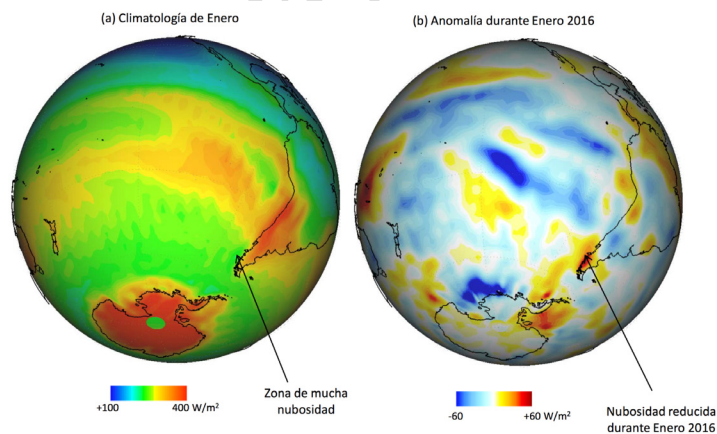 (a) Climatología de Enero
(b) Anomalía durante Enero 2016
Zona de mucha
nubosidad
+100
400 W/m²
-60
+60 W/m²
Nubosidad reducida
durante Enero 2016